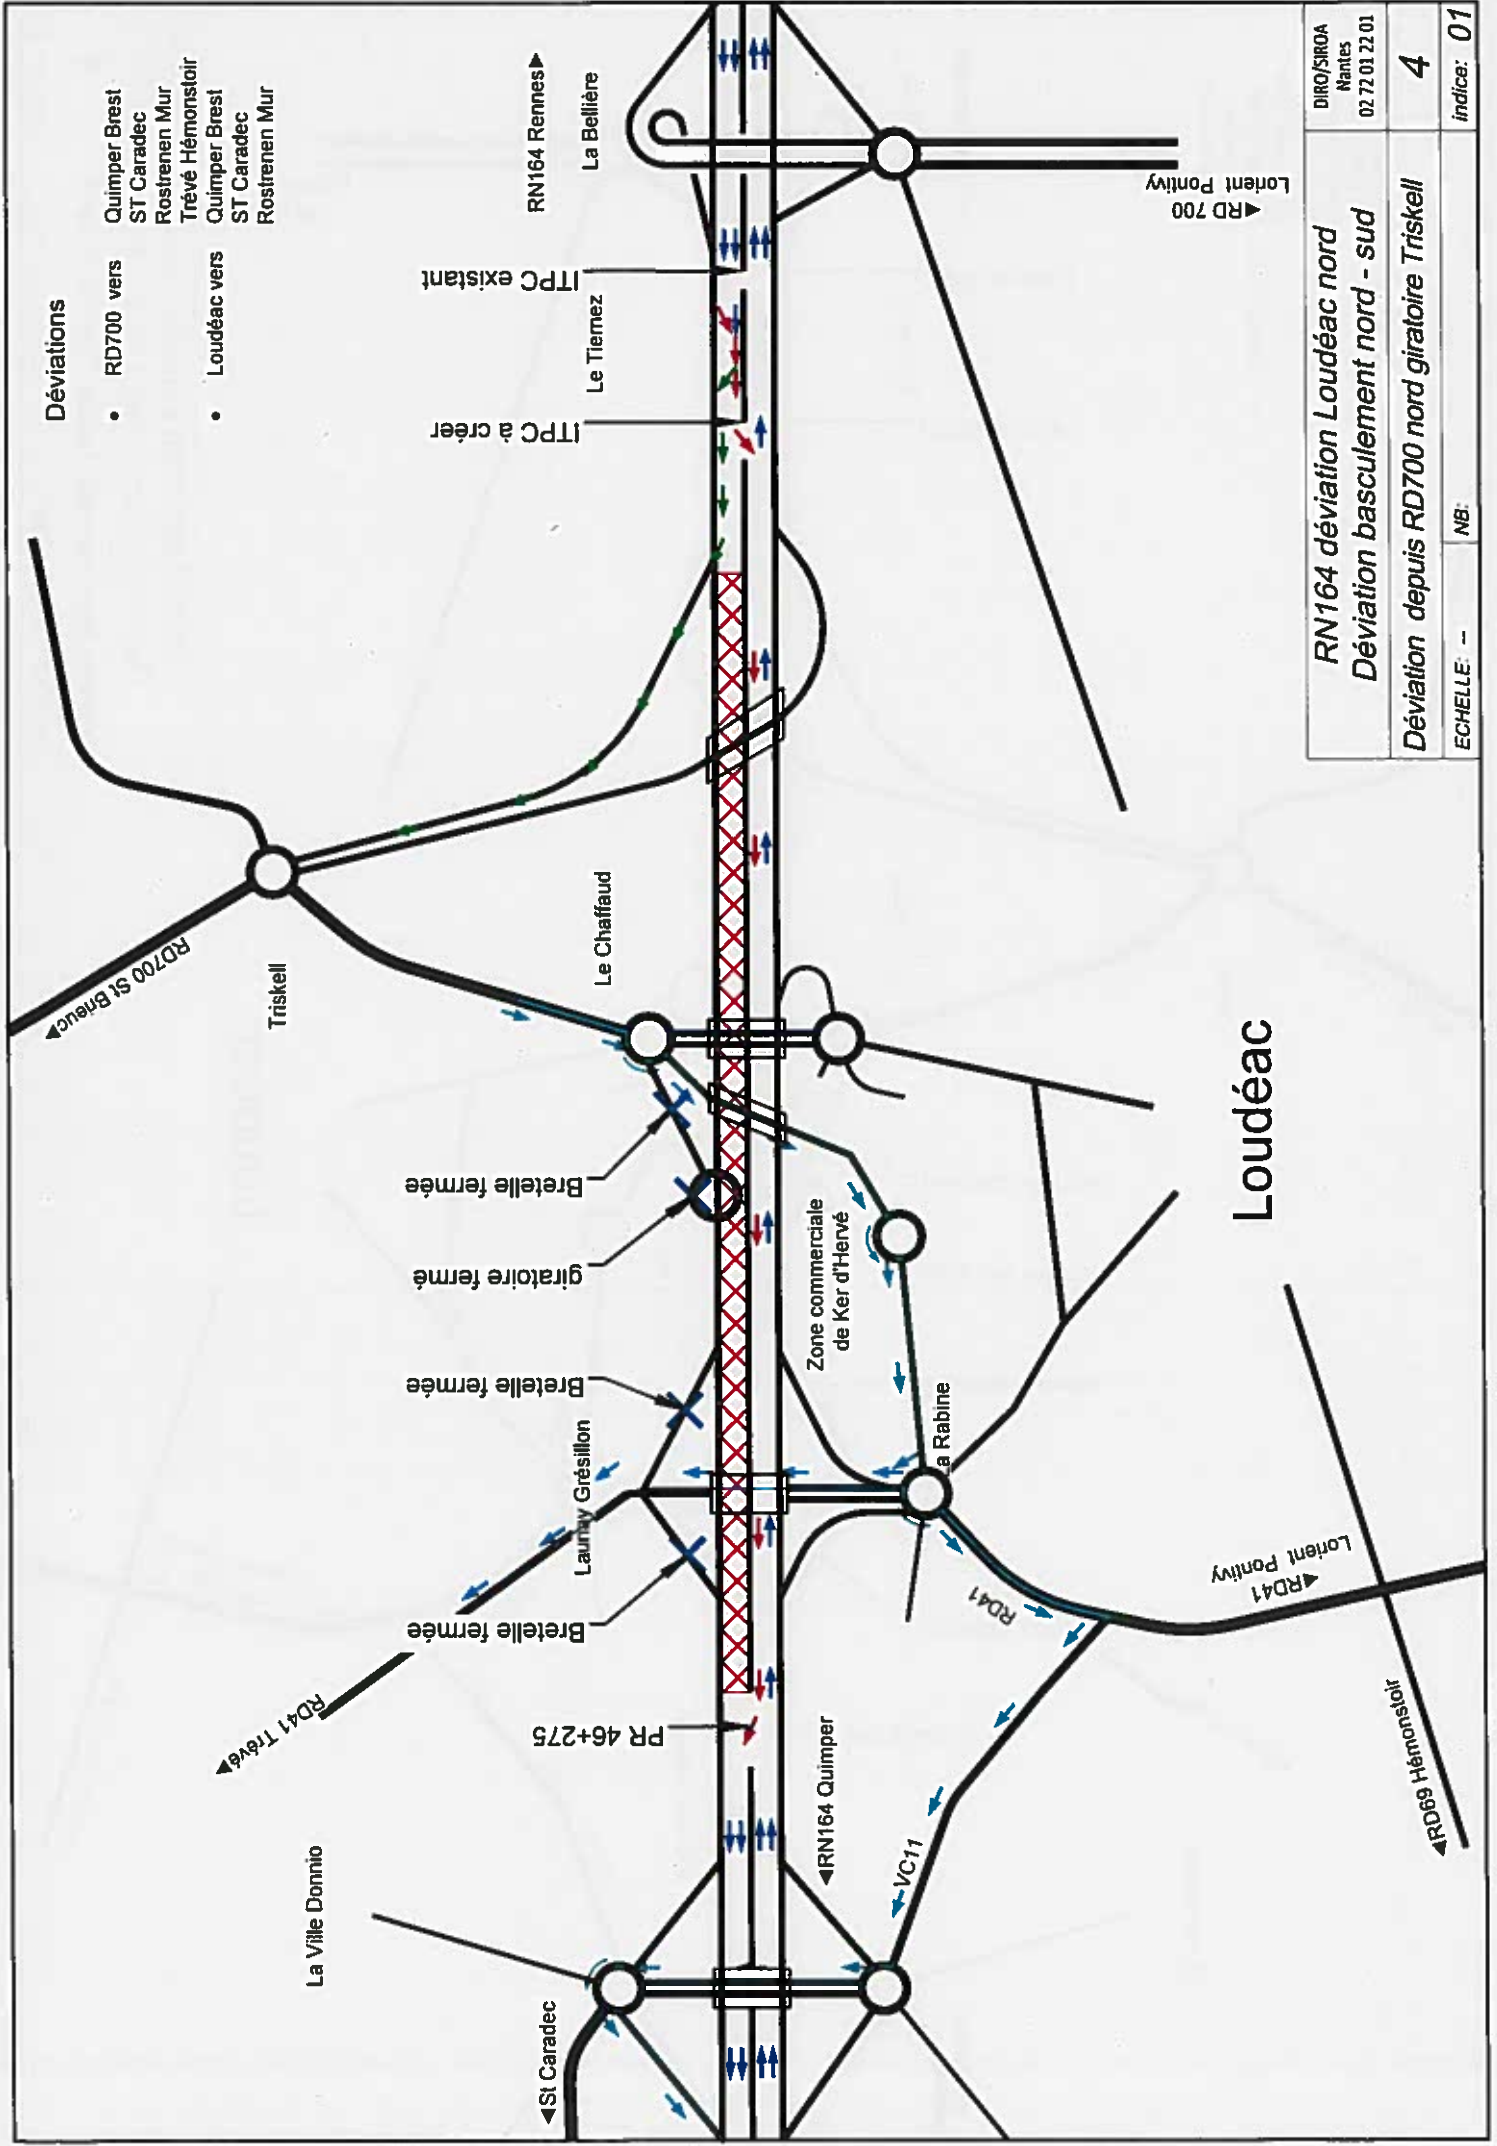 Déviations
• RD700 vers Quimper Brest
ST Caradec
Rostrenen Mur
Trévé Hémonstoir
• Loudéac vers Quimper Brest
ST Caradec
Rostrenen Mur
RN164 Rennes▶
La Bellière
ITPC existant
Le Tiernez
ITPC à créer
◀RD 700
Lorient Pontivy
RD700 St Brieuc▶
Triskell
Le Chaffaud
Bretelle fermée
giratoire fermé
Bretelle fermée
Launay Grésillon
Bretelle fermée
Zone commerciale
de Ker d'Hervé
La Rabine
Loudéac
RD41 Trévé▶
PR 46+275
RD41
◀RD41
Lorient Pontivy
La Ville Donnio
◀RN164 Quimper
VC11
◀RD69 Hémonstoir
◀St Caradec
RN164 déviation Loudéac nord
Déviation basculement nord - sud
DIRO/SIROA
Nantes
02 72 01 22 01
Déviation depuis RD700 nord giratoire Triskell
4
ECHELLE: --
NB:
indice: 01